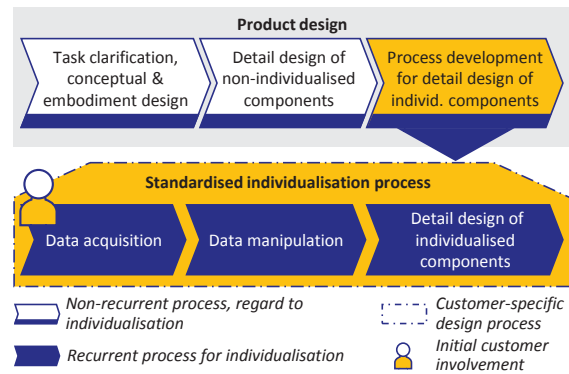 Product design
Task clarification,
conceptual &
embodiment design
Detail design of
non-individualised
components
Process development
for detail design of
individ. components
Standardised individualisation process
Data acquisition
Data manipulation
Detail design of
individualised
components
Non-recurrent process, regard to
individualisation
Recurrent process for individualisation
Customer-specific
design process
Initial customer
involvement